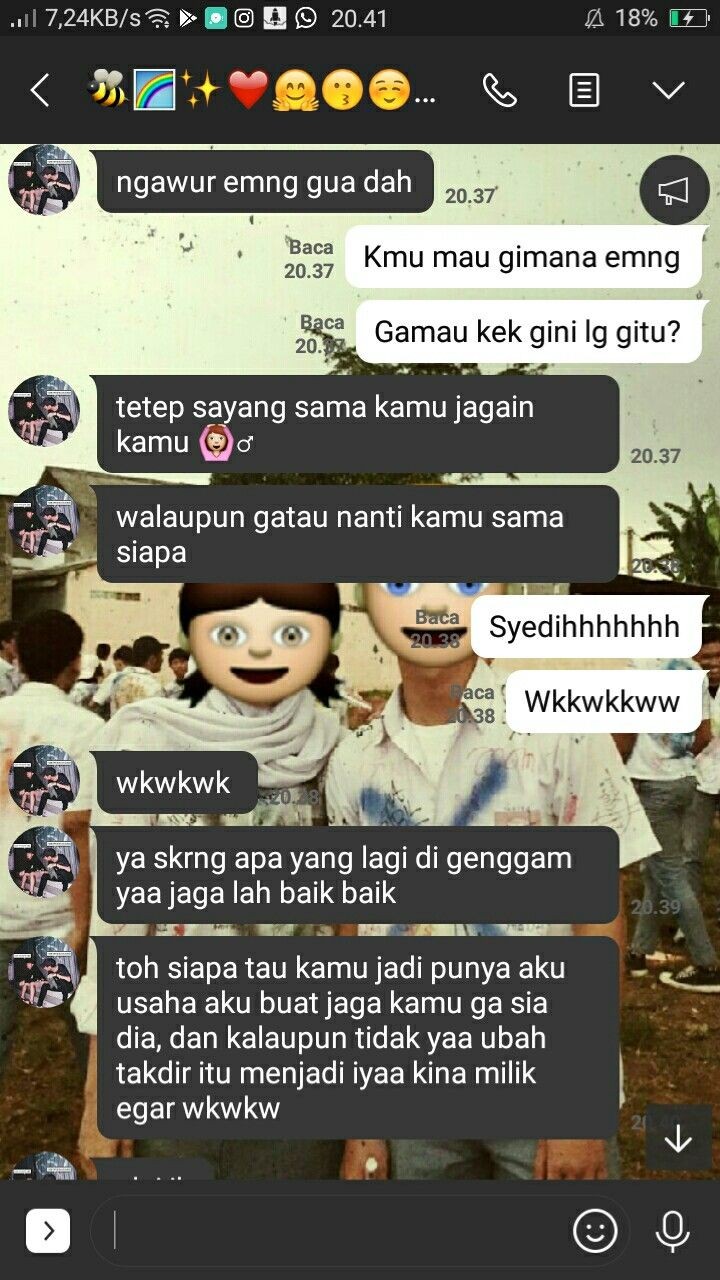 7,24KB/s 20.41 18%
ngawur emng gua dah
20.37
Baca
20.37
Kmu mau gimana emng
Baca
20.37
Gamau kek gini lg gitu?
tetep sayang sama kamu jagain
kamu 🙆♂
20.37
walaupun gatau nanti kamu sama
siapa
20.38
Baca
20.38
Syedihhhhhhh
Baca
20.38
Wkkwkkww
wkwkwk
20.38
ya skrng apa yang lagi di genggam
yaa jaga lah baik baik
20.39
toh siapa tau kamu jadi punya aku
usaha aku buat jaga kamu ga sia
dia, dan kalaupun tidak yaa ubah
takdir itu menjadi iyaa kina milik
egar wkwkw